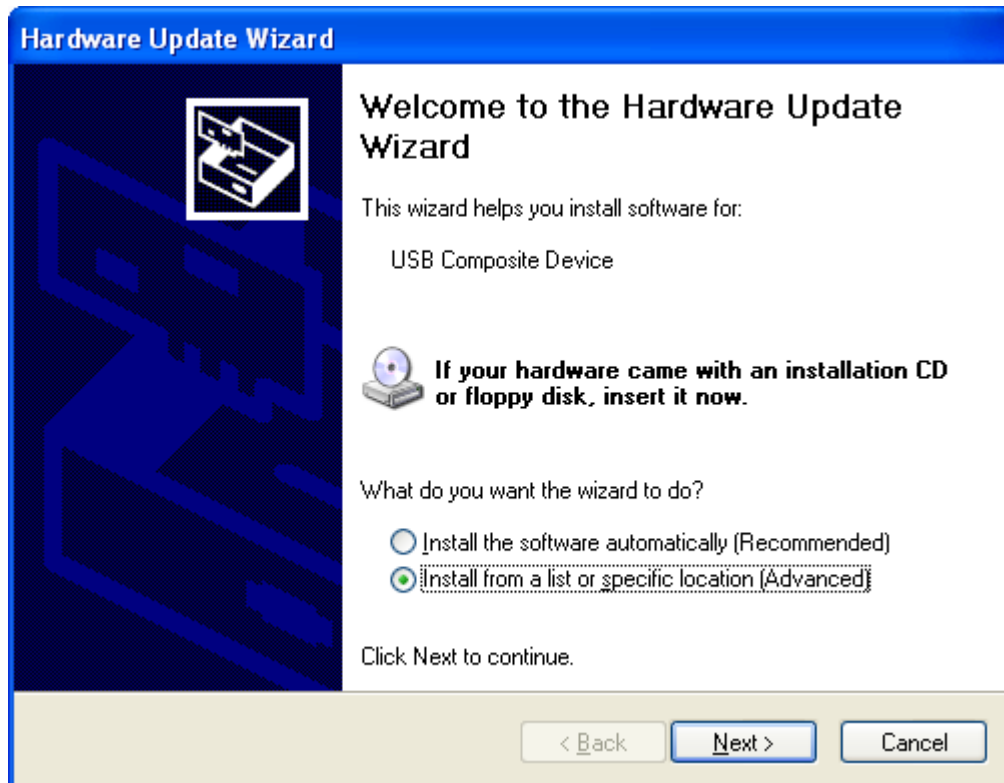 Hardware Update Wizard
Welcome to the Hardware Update
Wizard
This wizard helps you install software for:
USB Composite Device
If your hardware came with an installation CD
or floppy disk, insert it now.
What do you want the wizard to do?
Install the software automatically (Recommended)
Install from a list or specific location (Advanced)
Click Next to continue.
< Back
Next >
Cancel